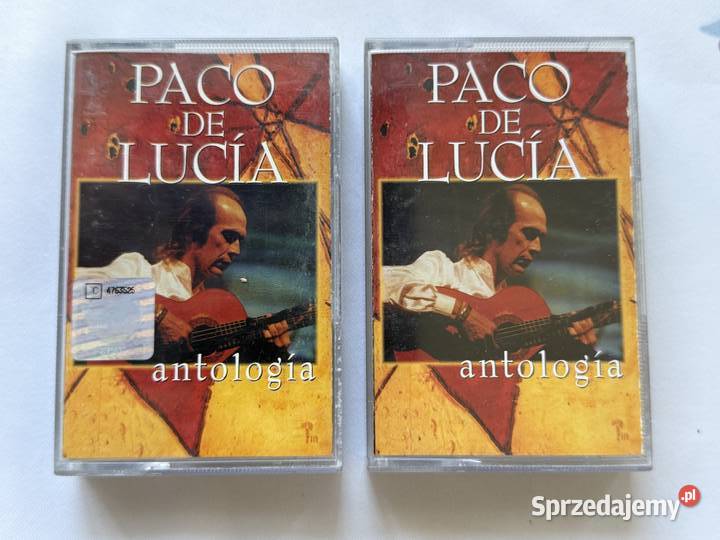 PACO
DE
LUCÍA
4763525
antología
PACO
DE
LUCÍA
antología
Sprzedajemy.pl